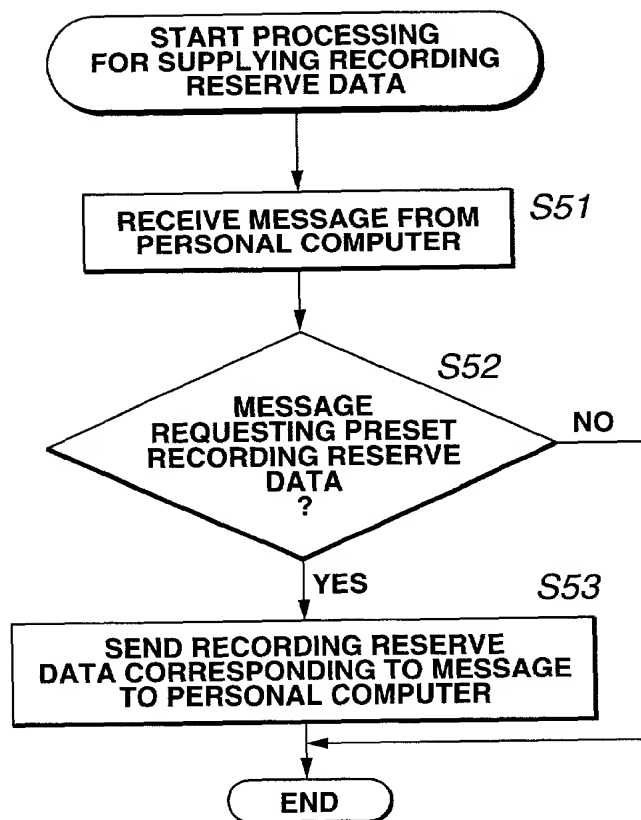 START PROCESSING
FOR SUPPLYING RECORDING
RESERVE DATA
RECEIVE MESSAGE FROM
PERSONAL COMPUTER
S51
S52
MESSAGE
REQUESTING PRESET
RECORDING RESERVE
DATA
?
NO
YES
S53
SEND RECORDING RESERVE
DATA CORRESPONDING TO MESSAGE
TO PERSONAL COMPUTER
END